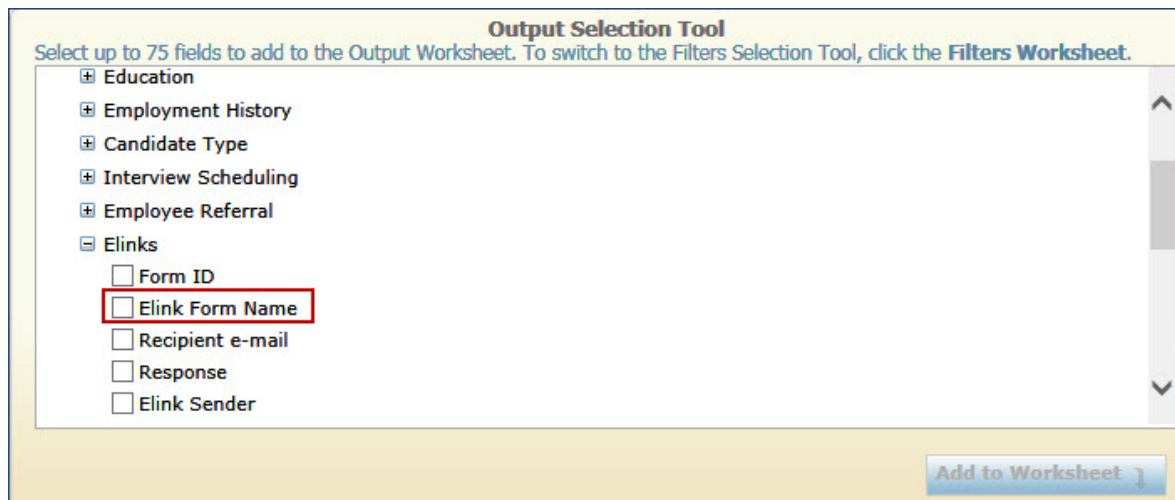 Output Selection Tool
Select up to 75 fields to add to the Output Worksheet. To switch to the Filters Selection Tool, click the Filters Worksheet.
Education
Employment History
Candidate Type
Interview Scheduling
Employee Referral
Elinks
Form ID
Elink Form Name
Recipient e-mail
Response
Elink Sender
Add to Worksheet